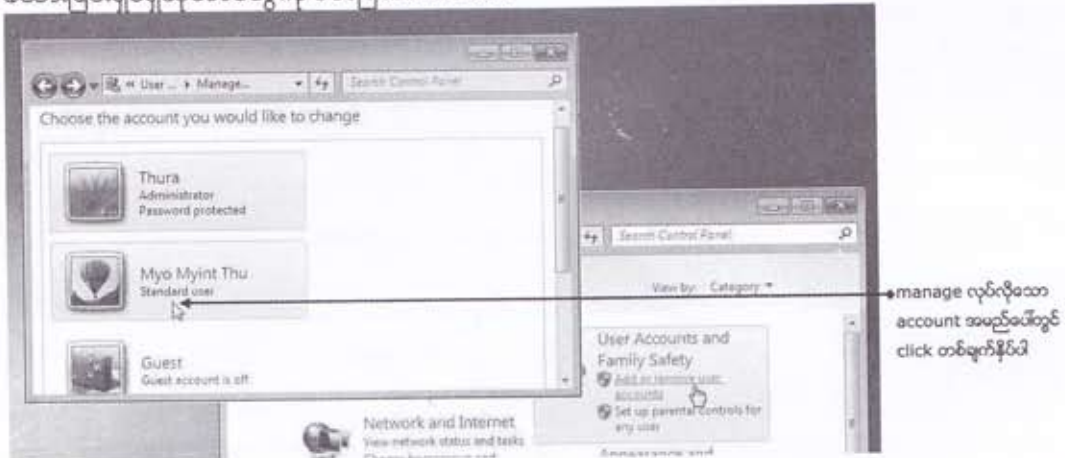 « User ... ▸ Manage...
Search Control Panel
Choose the account you would like to change
Thura
Administrator
Password protected
Myo Myint Thu
Standard user
Guest
Guest account is off
Search Control Panel
View by: Category
User Accounts and
Family Safety
Add or remove user
accounts
Set up parental controls for
any user
Network and Internet
View network status and tasks
Appearance and
manage လုပ်လိုသော
account အမည်ပေါ်တွင်
click တစ်ချက်နှိပ်ပါ